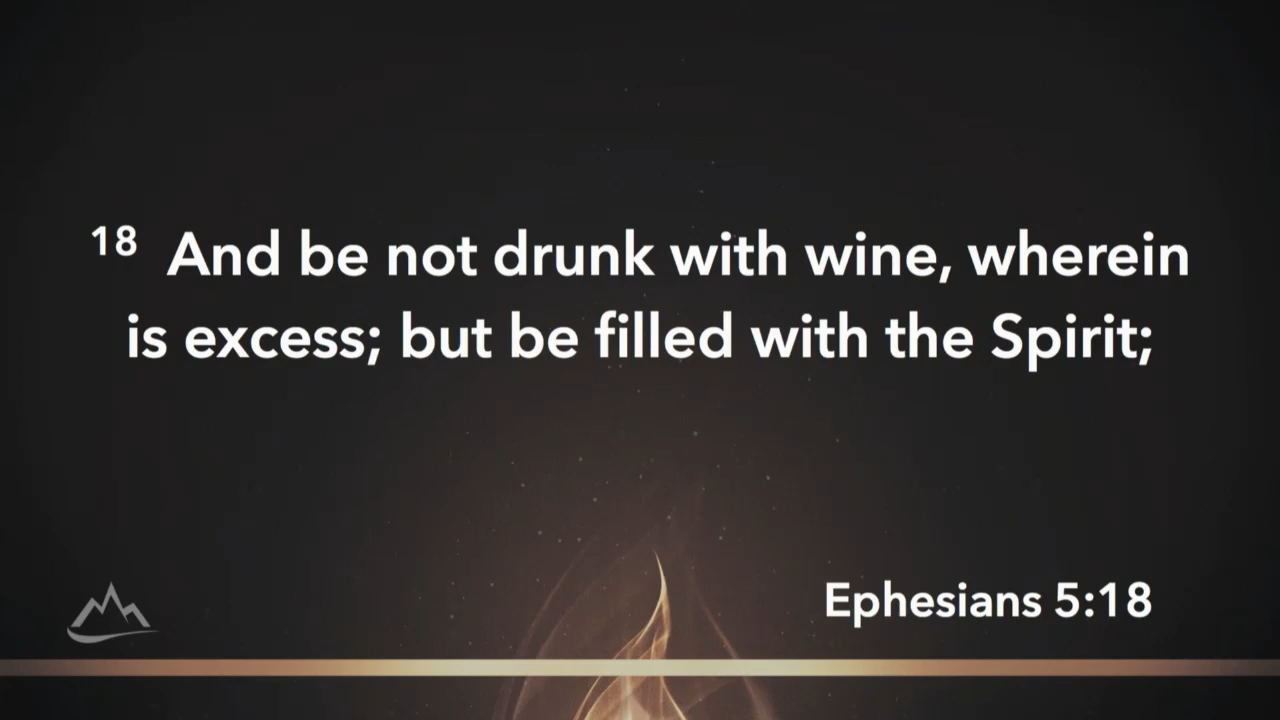 18 And be not drunk with wine, wherein
is excess; but be filled with the Spirit;
Ephesians 5:18